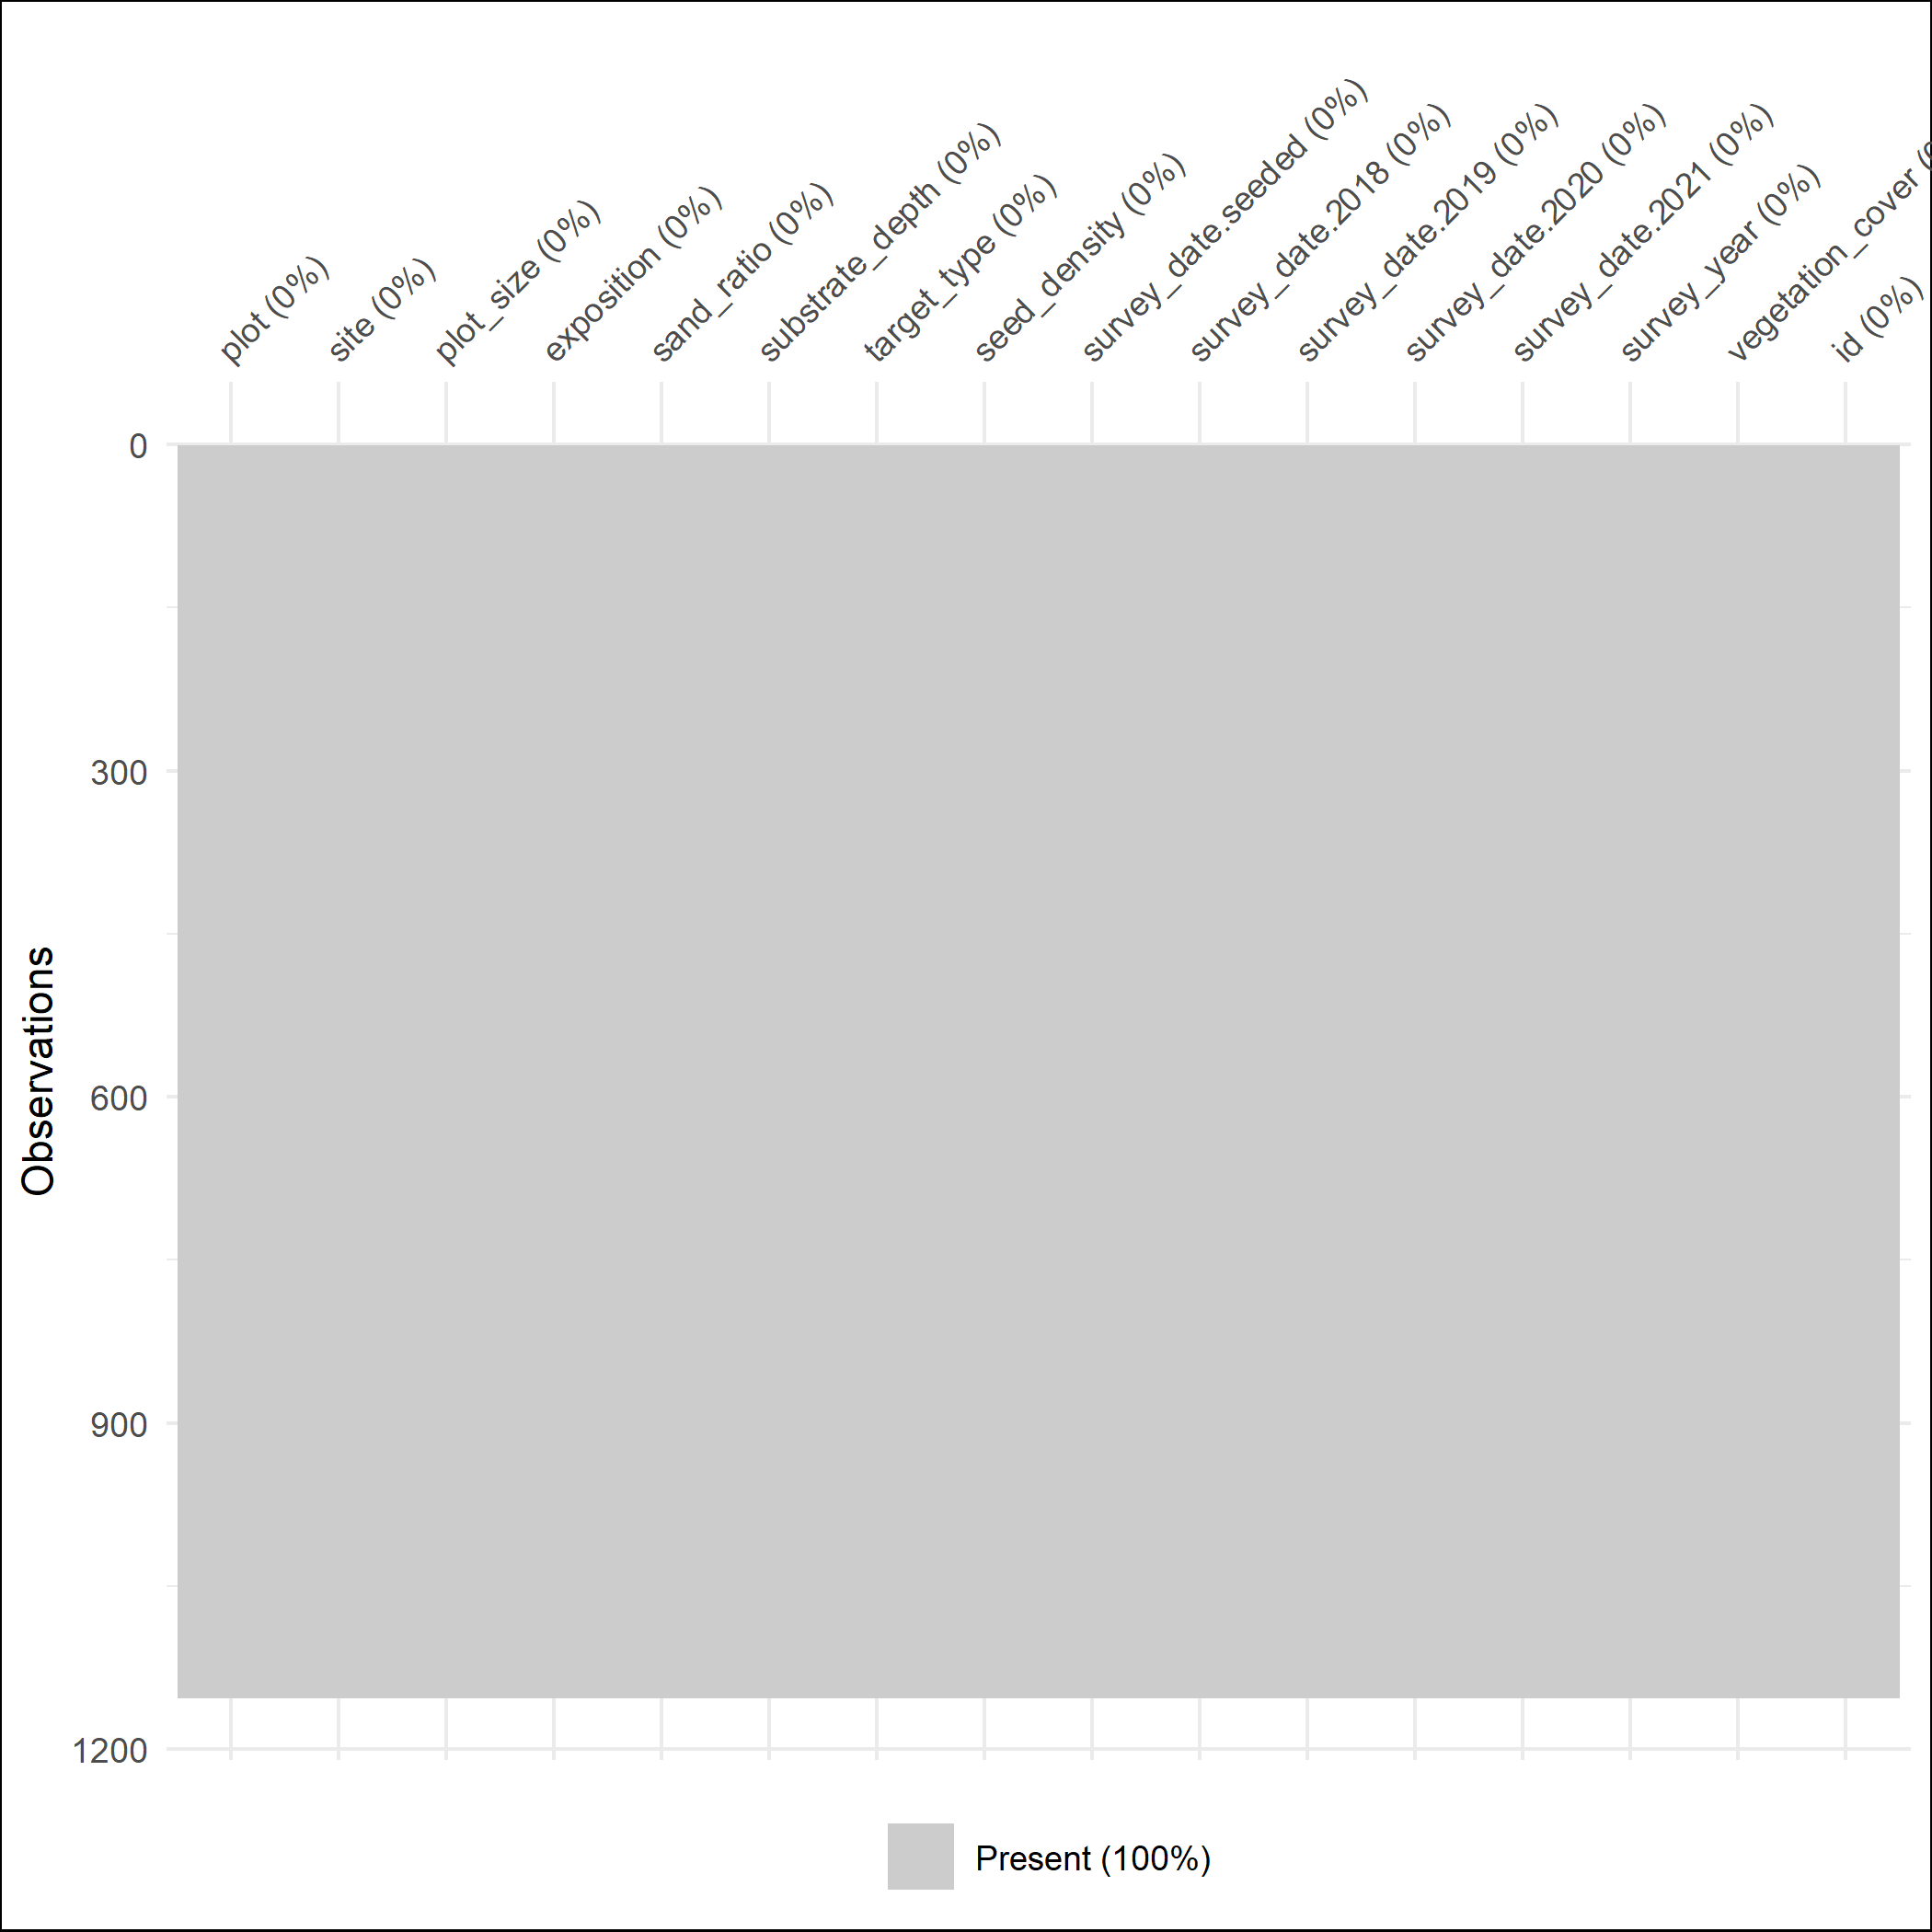 plot (0%)
site (0%)
plot_size (0%)
exposition (0%)
sand_ratio (0%)
substrate_depth (0%)
target_type (0%)
seed_density (0%)
survey_date.seeded (0%)
survey_date.2018 (0%)
survey_date.2019 (0%)
survey_date.2020 (0%)
survey_date.2021 (0%)
survey_year (0%)
vegetation_cover
id (0%)
0
300
600
900
1200
Observations
Present (100%)